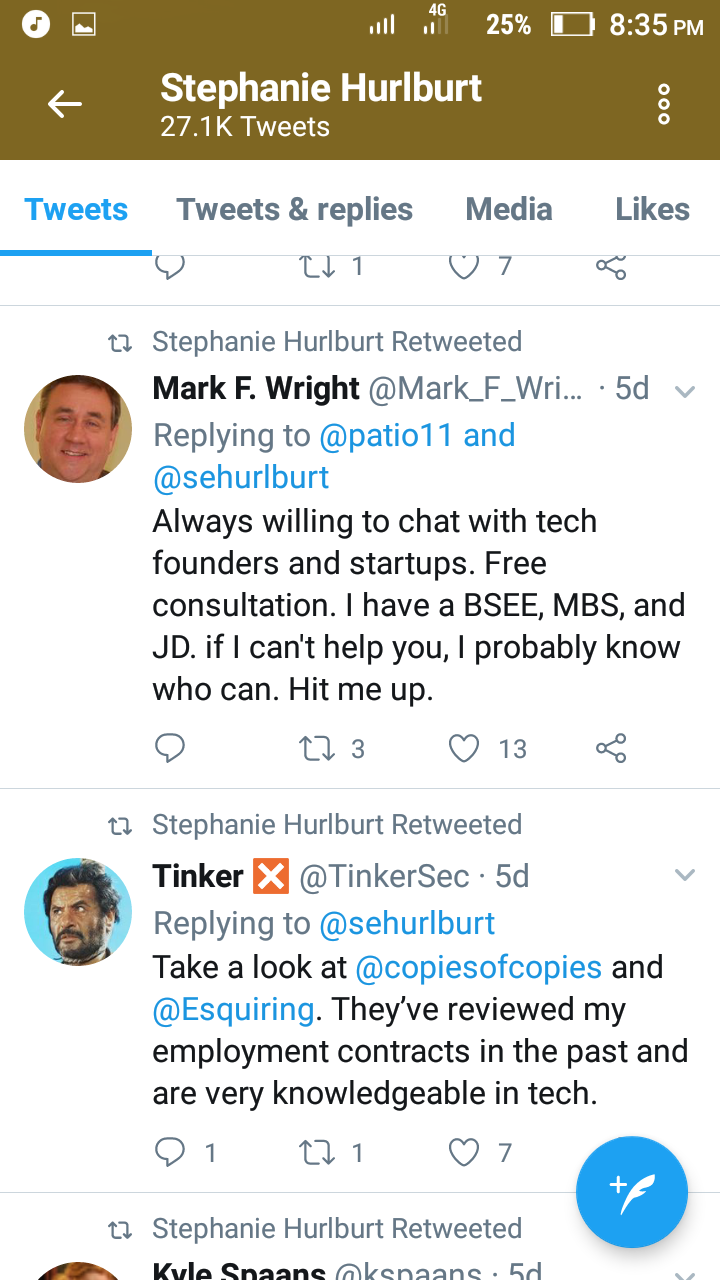 4G 25% 8:35 PM
Stephanie Hurlburt
27.1K Tweets
Tweets Tweets & replies Media Likes
1 7
Stephanie Hurlburt Retweeted
Mark F. Wright @Mark_F_Wri... · 5d
Replying to @patio11 and
@sehurlburt
Always willing to chat with tech
founders and startups. Free
consultation. I have a BSEE, MBS, and
JD. if I can't help you, I probably know
who can. Hit me up.
3 13
Stephanie Hurlburt Retweeted
Tinker @TinkerSec · 5d
Replying to @sehurlburt
Take a look at @copiesofcopies and
@Esquiring. They’ve reviewed my
employment contracts in the past and
are very knowledgeable in tech.
1 1 7
Stephanie Hurlburt Retweeted
Kyle Spaans @kspaans · 5d